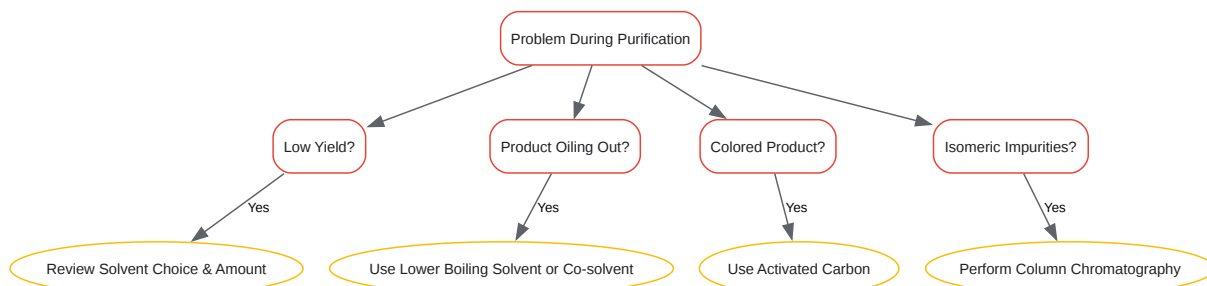 Problem During Purification
Low Yield?
Product Oiling Out?
Colored Product?
Isomeric Impurities?
Yes
Yes
Yes
Yes
Review Solvent Choice & Amount
Use Lower Boiling Solvent or Co-solvent
Use Activated Carbon
Perform Column Chromatography